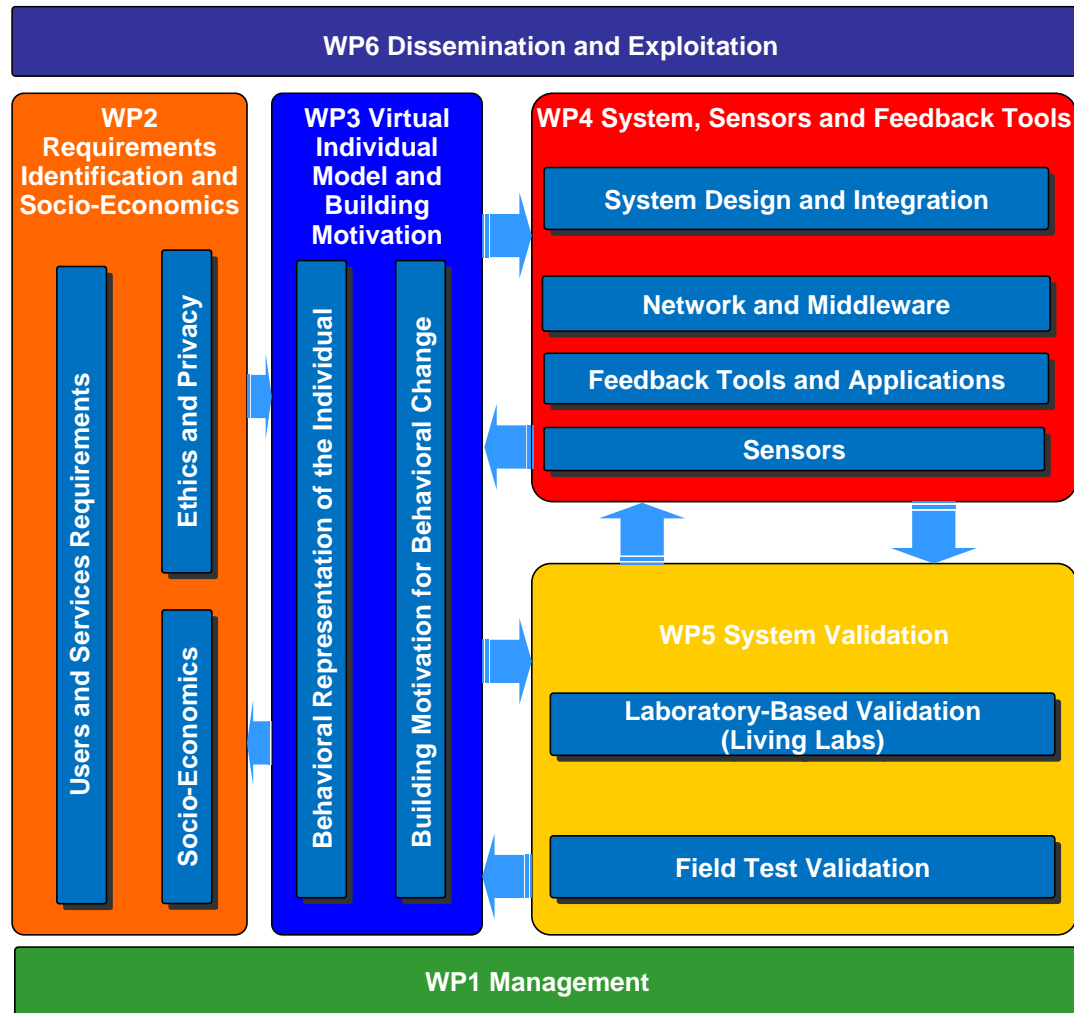 WP6 Dissemination and Exploitation
WP2
Requirements
Identification and
Socio-Economics
Users and Services Requirements
Ethics and Privacy
Socio-Economics
WP3 Virtual
Individual
Model and
Building
Motivation
Behavioral Representation of the Individual
Building Motivation for Behavioral Change
WP4 System, Sensors and Feedback Tools
System Design and Integration
Network and Middleware
Feedback Tools and Applications
Sensors
WP5 System Validation
Laboratory-Based Validation
(Living Labs)
Field Test Validation
WP1 Management